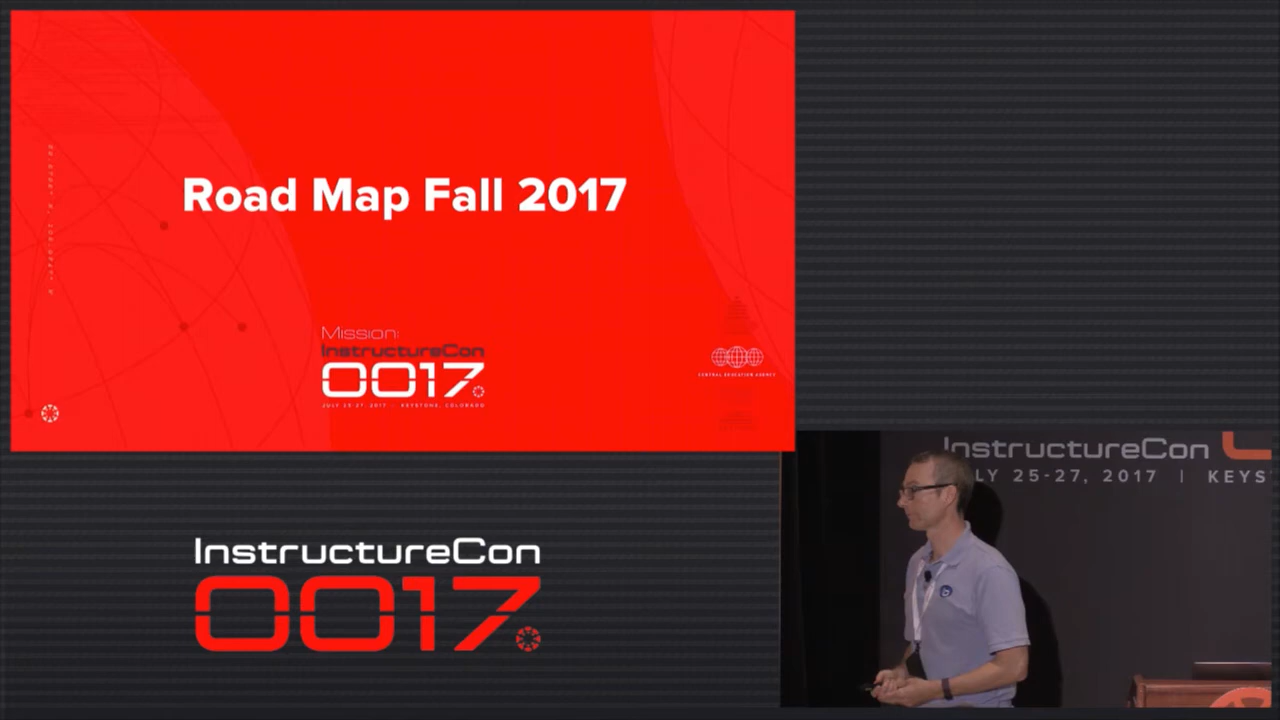 Road Map Fall 2017
Mission:
InstructureCon
0017
JULY 25-27, 2017 - KEYSTONE, COLORADO
CENTRAL EDUCATION AGENCY
InstructureCon
0017
InstructureCon
LY 25-27, 2017 | KEYS